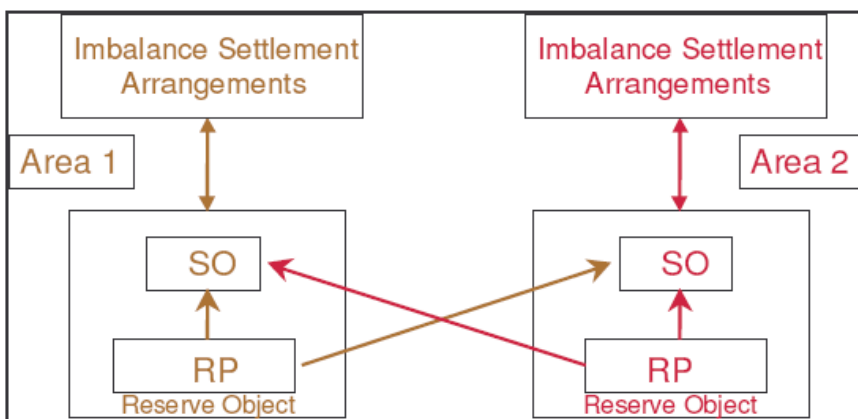 Imbalance Settlement
Arrangements
Imbalance Settlement
Arrangements
Area 1
Area 2
SO
SO
RP
RP
Reserve Object
Reserve Object